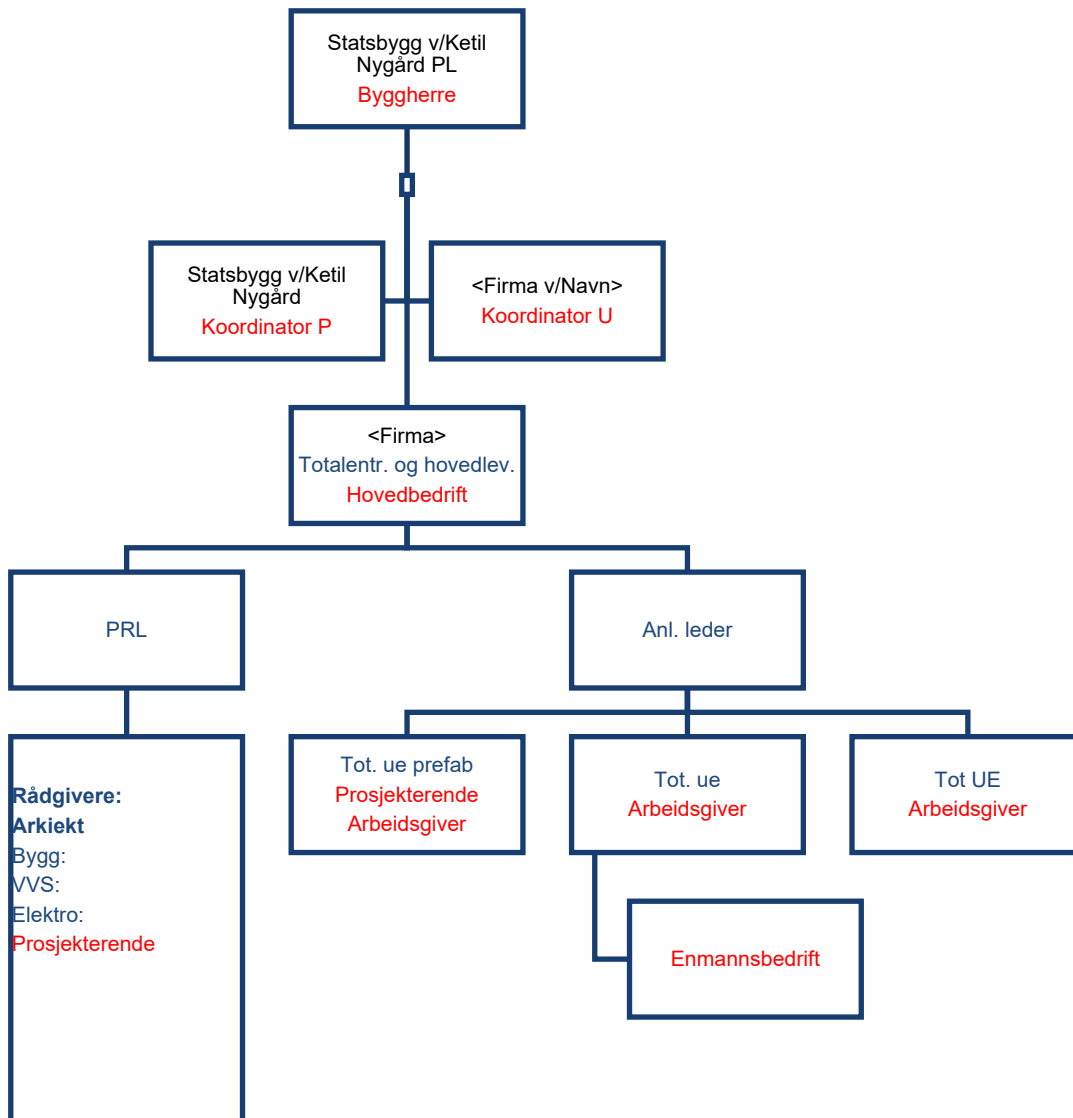 Statsbygg v/Ketil
Nygård PL
Byggherre
Statsbygg v/Ketil
Nygård
Koordinator P
<Firma v/Navn>
Koordinator U
<Firma>
Totalentr. og hovedlev.
Hovedbedrift
PRL
Anl. leder
Rådgivere:
Arkiekt
Bygg:
VVS:
Elektro:
Prosjekterende
Tot. ue prefab
Prosjekterende
Arbeidsgiver
Tot. ue
Arbeidsgiver
Tot UE
Arbeidsgiver
Enmannsbedrift